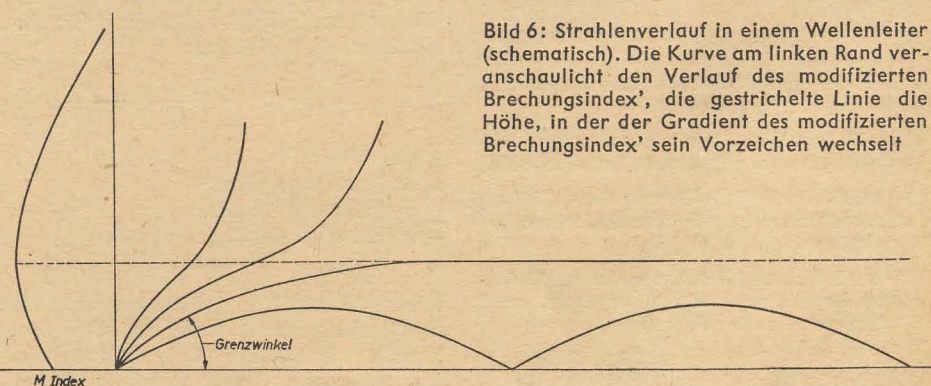 Bild 6: Strahlenverlauf in einem Wellenleiter
(schematisch). Die Kurve am linken Rand ver-
anschaulicht den Verlauf des modifizierten
Brechungsindex’, die gestrichelte Linie die
Höhe, in der der Gradient des modifizierten
Brechungsindex’ sein Vorzeichen wechselt
Grenzwinkel
M Index